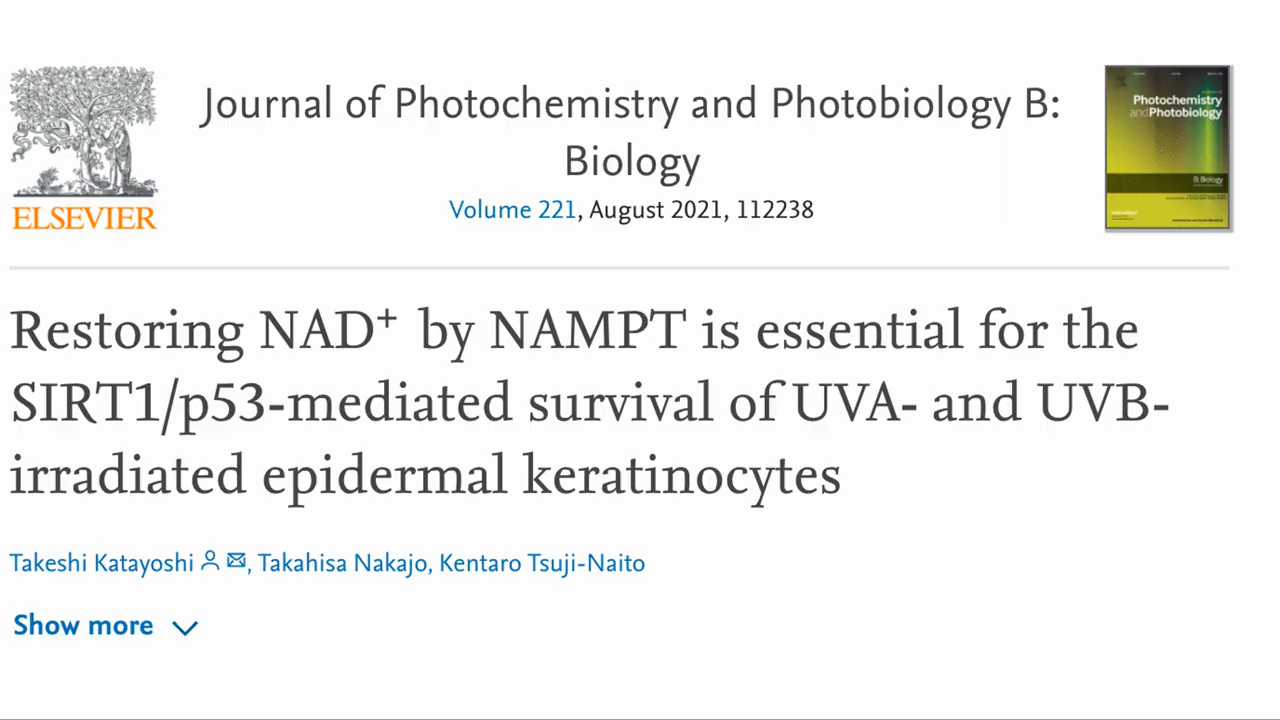 Journal of Photochemistry and Photobiology B:
Biology
Volume 221, August 2021, 112238
ELSEVIER
Photochemistry
and Photobiology
B: Biology
Restoring NAD⁺ by NAMPT is essential for the
SIRT1/p53-mediated survival of UVA- and UVB-
irradiated epidermal keratinocytes
Takeshi Katayoshi, Takahisa Nakajo, Kentaro Tsuji-Naito
Show more